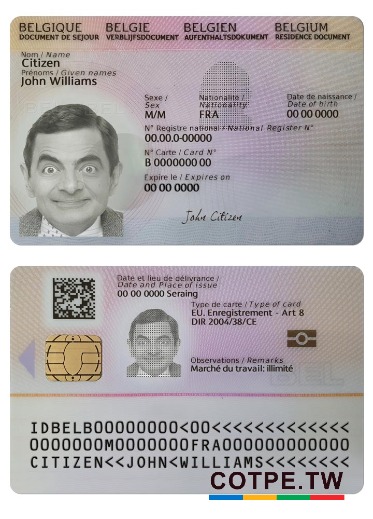 BELGIQUE BELGIE BELGIEN BELGIUM
DOCUMENT DE SEJOUR VERBLIJFSDOCUMENT AUFENTHALTSDOKUMENT RESIDENCE DOCUMENT
Nom / Name
Citizen
Prénoms / Given names
John Williams
Sexe / Nationalité / Date de naissance /
Sex Nationality Date of birth
M/M FRA 00 00 0000
N° Registre national / National Register N°
00.00.0-00000
N° Carte / Card N°
B 0000000 00
Expire le / Expires on
00 00 0000
John Citizen
Date et lieu de délivrance /
Date and Place of issue
00 00 0000 Seraing
Type de carte / Type of card
EU. Enregistrement - Art 8
DIR 2004/38/CE
Observations / Remarks
Marché du travail: illimité
BEL
IDBELB00000000<00<<<<<<<<<<<<<
0000000M0000000FRA000000000000
CITIZEN<<JOHN<WILLIAMS<<<<<<<<
COTPE.TW